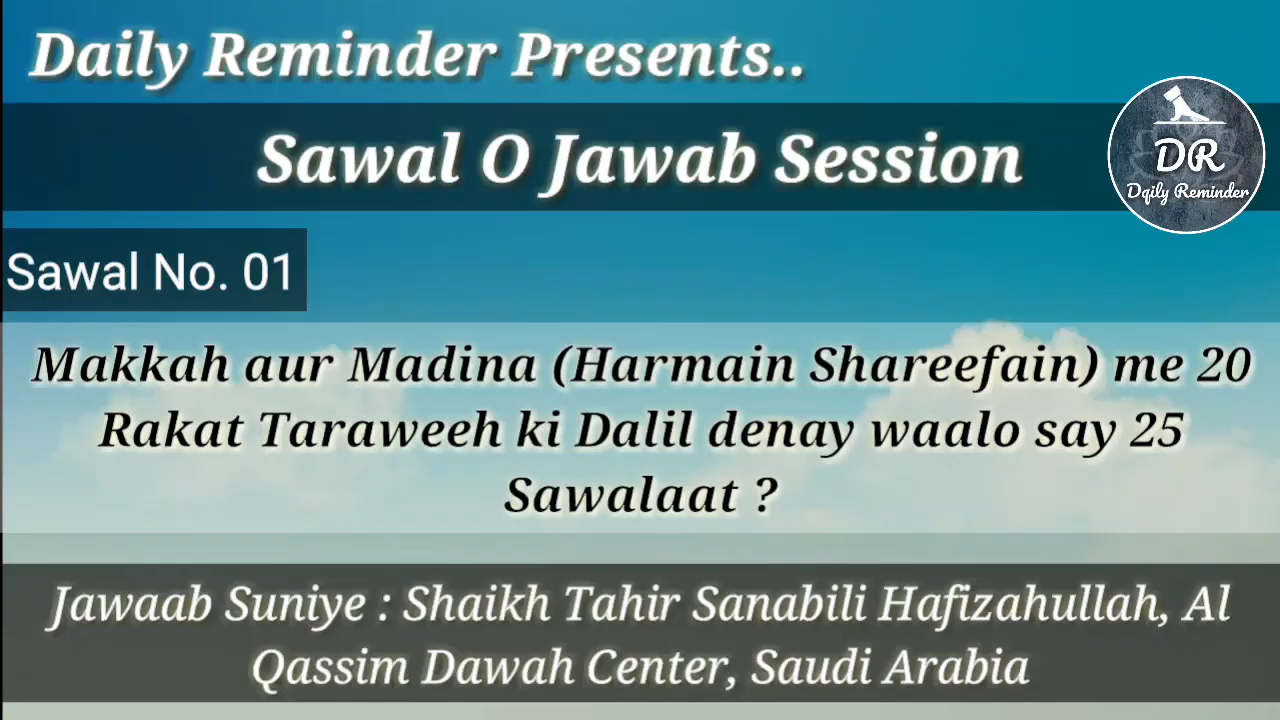 Daily Reminder Presents..
Sawal O Jawab Session
DR
Dqily Reminder
Sawal No. 01
Makkah aur Madina (Harmain Shareefain) me 20
Rakat Taraweeh ki Dalil denay waalo say 25
Sawalaat ?
Jawaab Suniye : Shaikh Tahir Sanabili Hafizahullah, Al
Qassim Dawah Center, Saudi Arabia